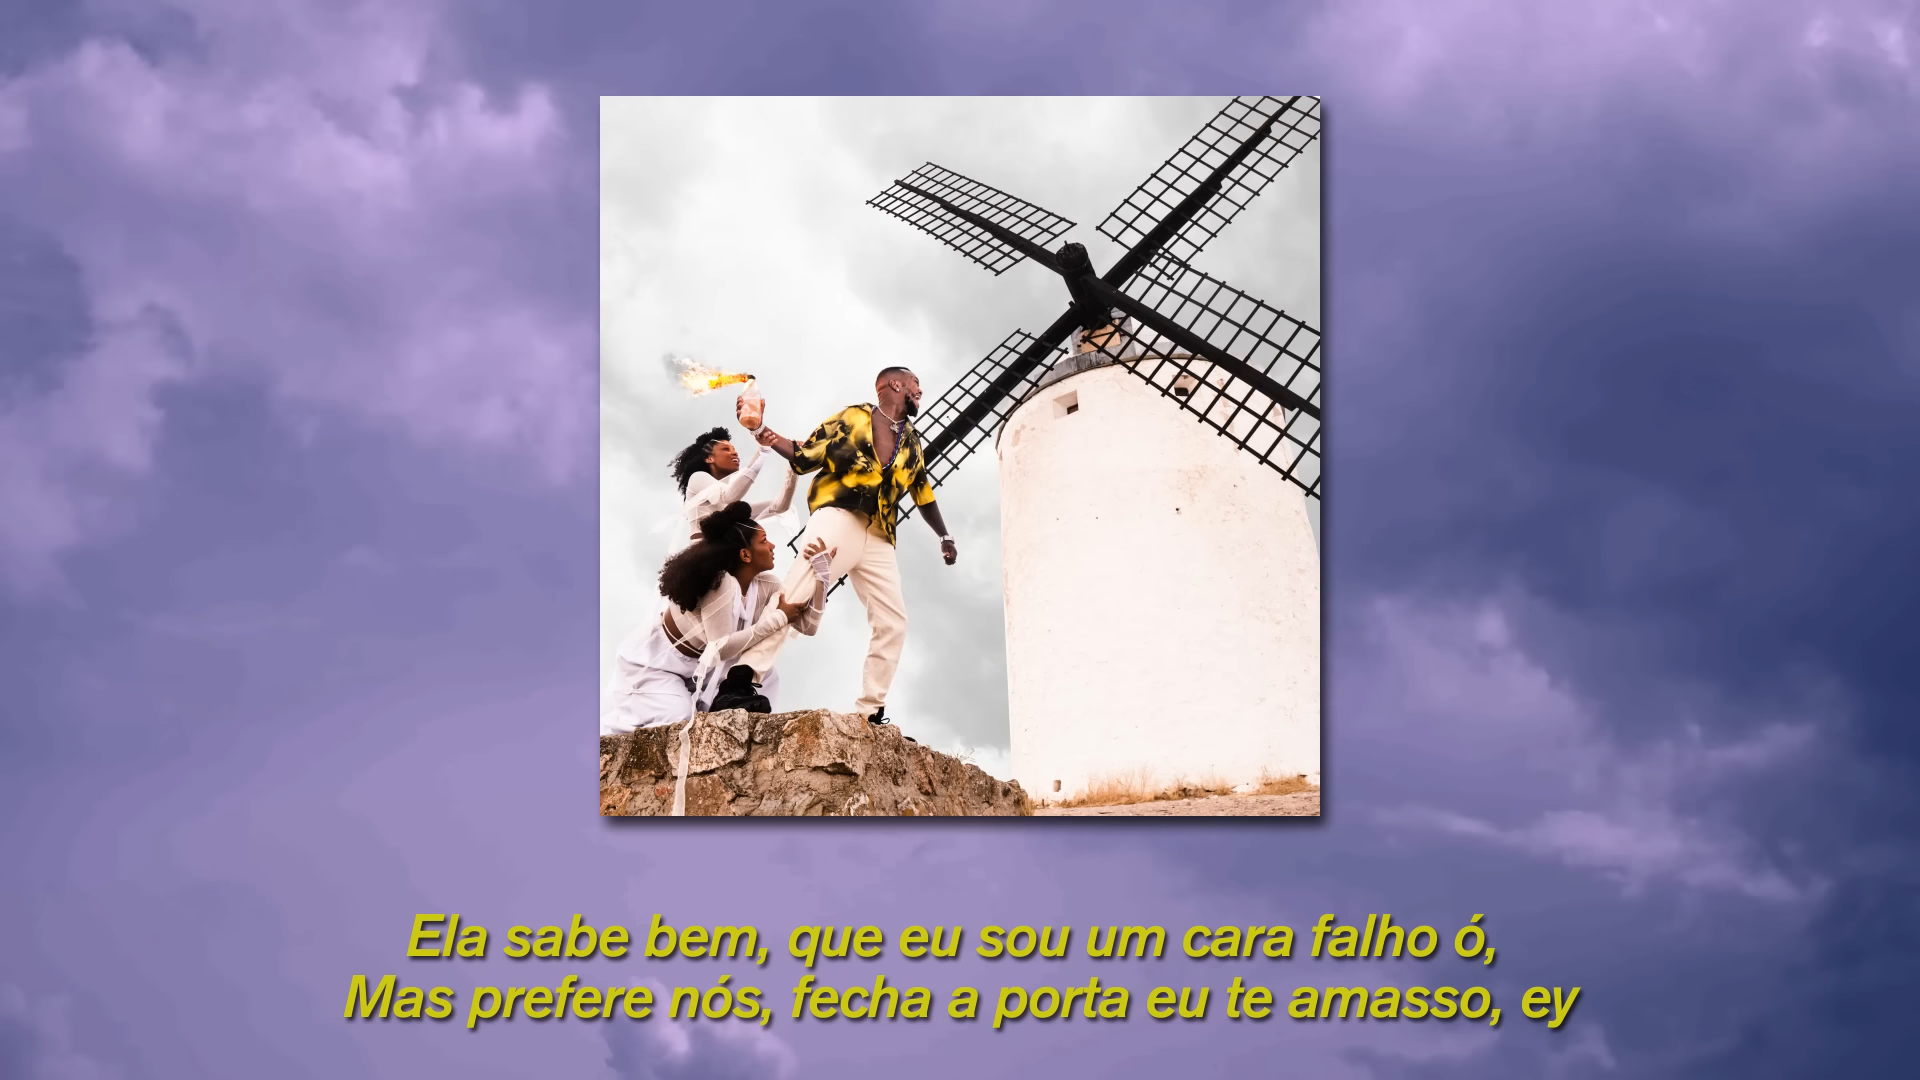 Ela sabe bem, que eu sou um cara falho ó,
Mas prefere nós, fecha a porta eu te amasso, ey